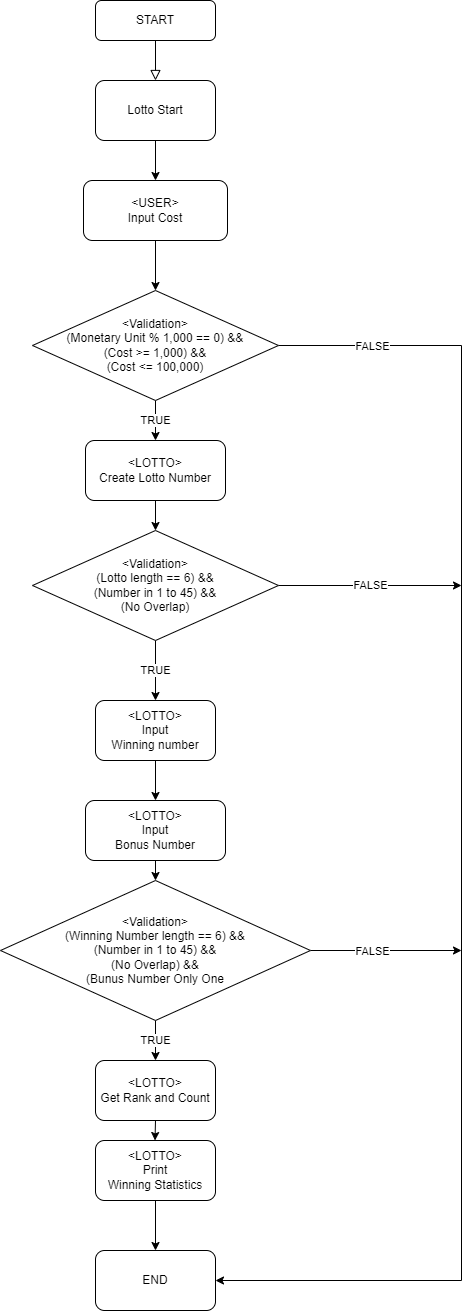 START
Lotto Start
<USER>
Input Cost
<Validation>
(Monetary Unit % 1,000 == 0) &&
(Cost >= 1,000) &&
(Cost <= 100,000)
FALSE
TRUE
<LOTTO>
Create Lotto Number
<Validation>
(Lotto length == 6) &&
(Number in 1 to 45) &&
(No Overlap)
FALSE
TRUE
<LOTTO>
Input
Winning number
<LOTTO>
Input
Bonus Number
<Validation>
(Winning Number length == 6) &&
(Number in 1 to 45) &&
(No Overlap) &&
(Bunus Number Only One
FALSE
TRUE
<LOTTO>
Get Rank and Count
<LOTTO>
Print
Winning Statistics
END